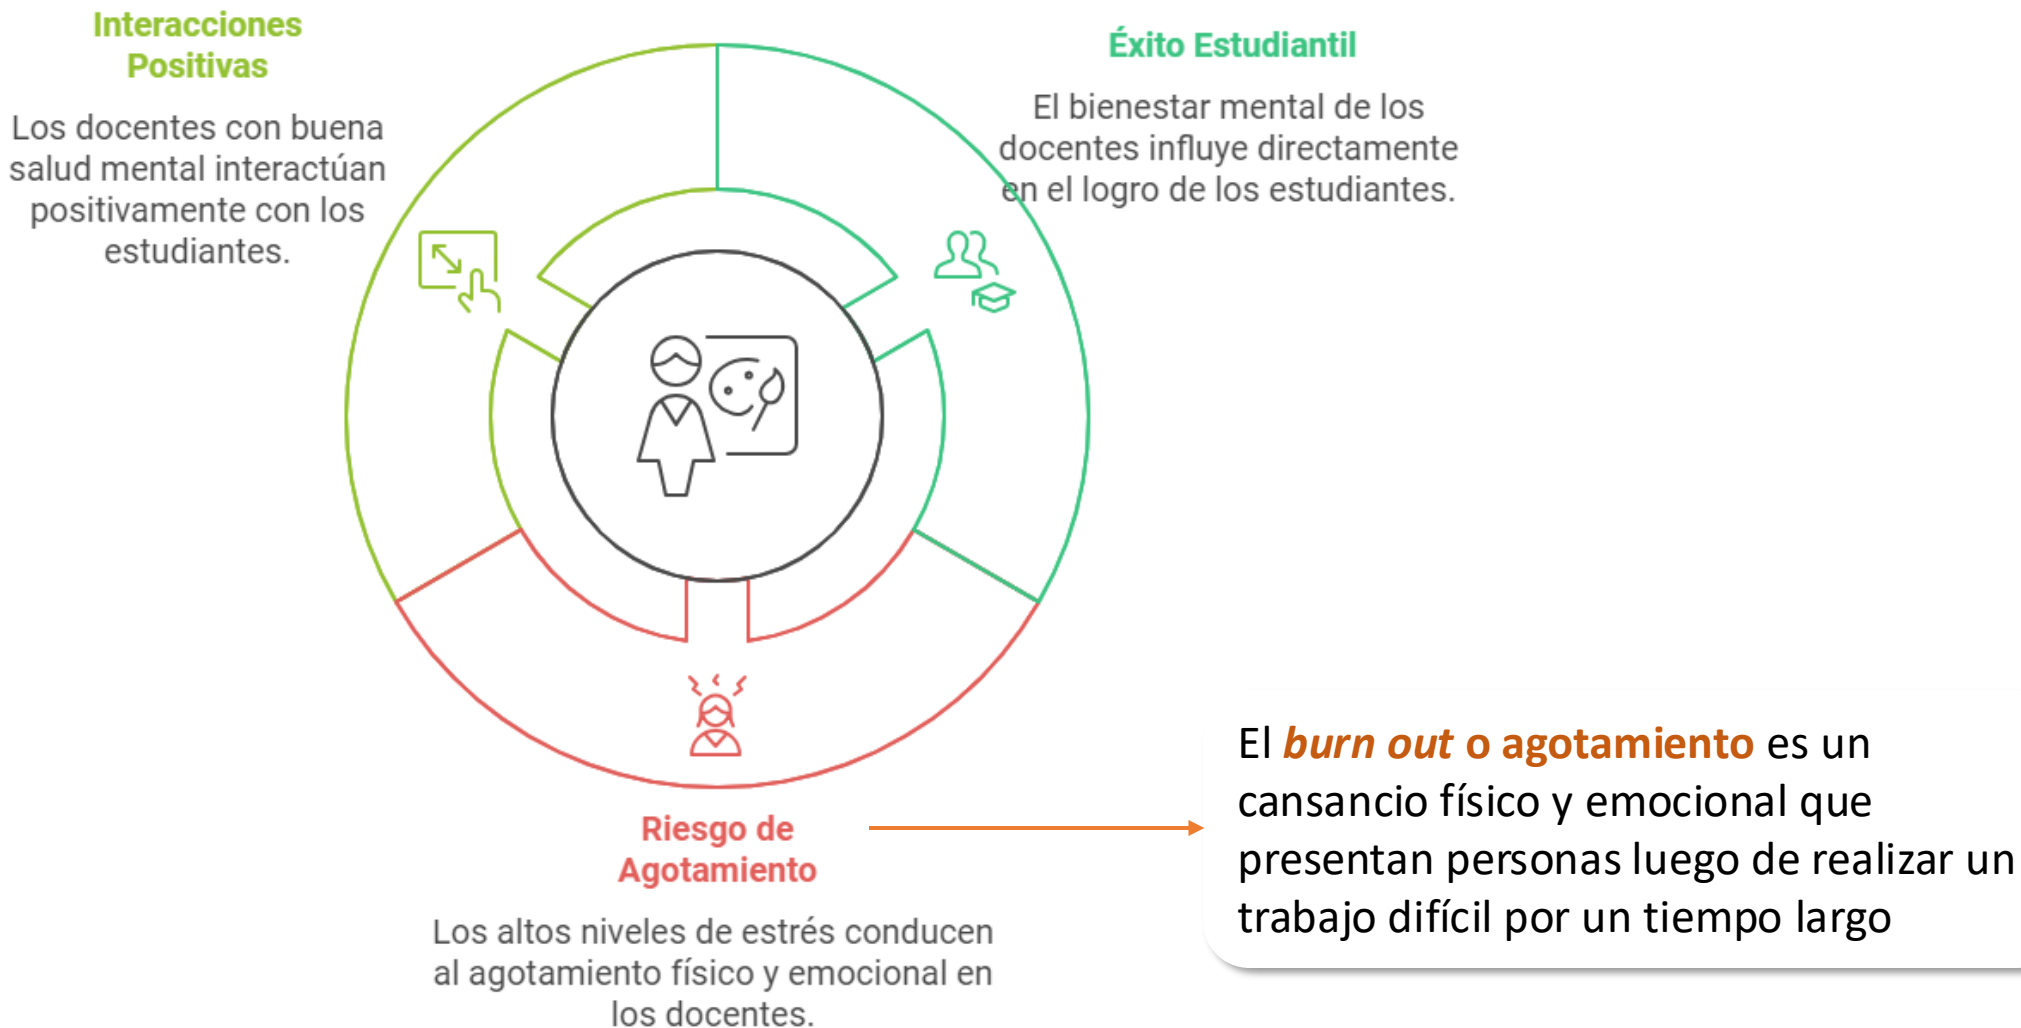 Interacciones
Positivas
Los docentes con buena
salud mental interactúan
positivamente con los
estudiantes.
Éxito Estudiantil
El bienestar mental de los
docentes influye directamente
en el logro de los estudiantes.
Riesgo de
Agotamiento
Los altos niveles de estrés conducen
al agotamiento físico y emocional en
los docentes.
El burn out o agotamiento es un
cansancio físico y emocional que
presentan personas luego de realizar un
trabajo difícil por un tiempo largo